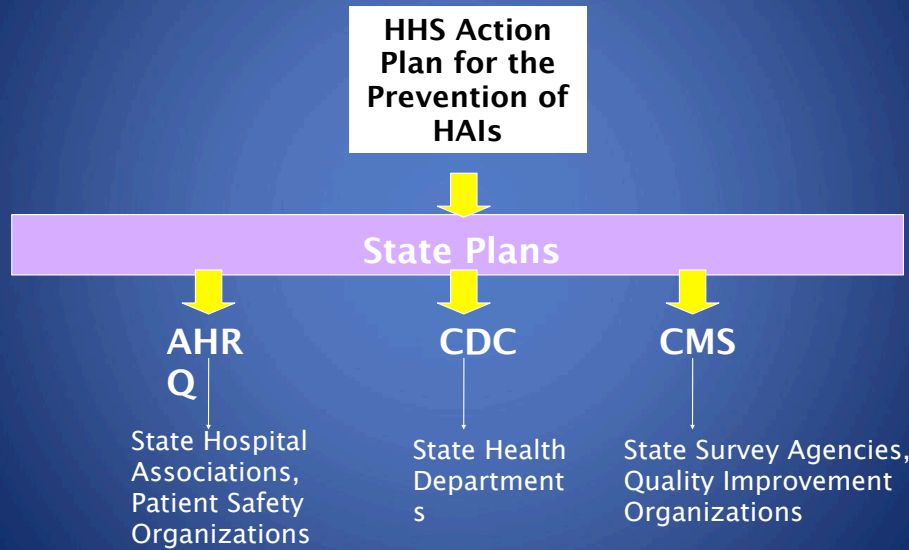 HHS Action
Plan for the
Prevention of
HAIs
State Plans
AHR
Q
CDC
CMS
State Hospital
Associations,
Patient Safety
Organizations
State Health
Department
s
State Survey Agencies,
Quality Improvement
Organizations